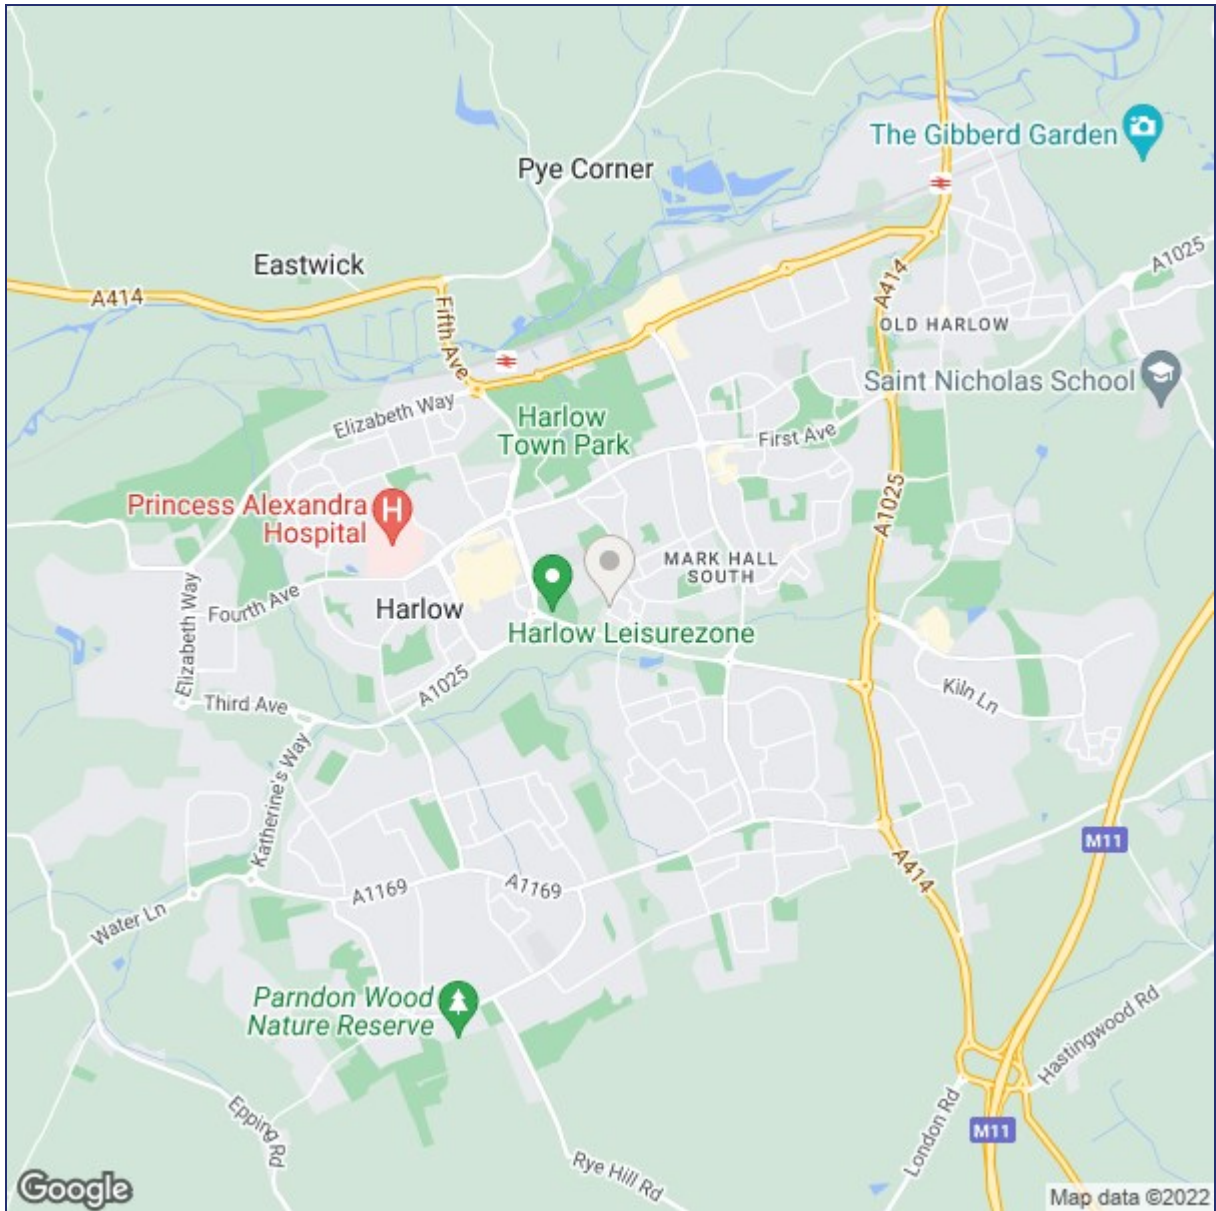 The Gibberd Garden
Pye Corner
A1025
Eastwick
A414
A414
Fifth Ave
OLD HARLOW
Saint Nicholas School
Elizabeth Way
Harlow
Town Park
First Ave
Princess Alexandra
Hospital
A1025
MARK HALL
SOUTH
Elizabeth Way
Fourth Ave
Harlow
Harlow Leisurezone
A1025
Kiln Ln
Third Ave
Katherine's Way
M11
A414
A1169
A1169
Water Ln
Parndon Wood
Nature Reserve
Hastingwood Rd
Epping Rd
London Rd
M11
Rye Hill Rd
Google
Map data ©2022